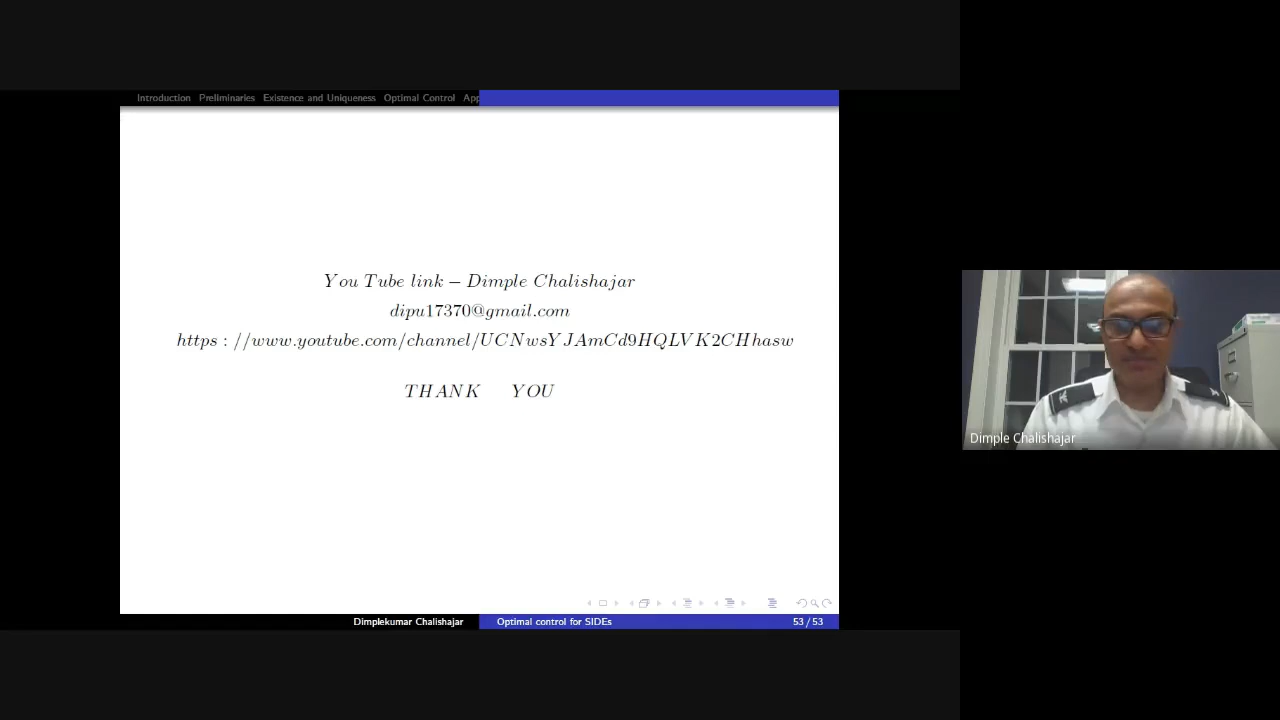 Introduction Preliminaries Existence and Uniqueness Optimal Control App
You Tube link – Dimple Chalishajar
dipu17370@gmail.com
https : //www.youtube.com/channel/UCNwsYJAmCd9HQLVK2CHhasw
THANK YOU
Dimplekumar Chalishajar Optimal control for SIDEs 53 / 53
Dimple Chalishajar